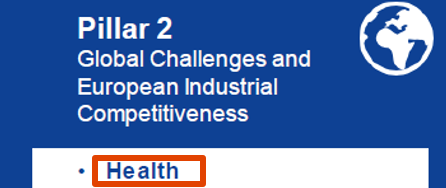 Pillar 2
Global Challenges and
European Industrial
Competitiveness
• Health